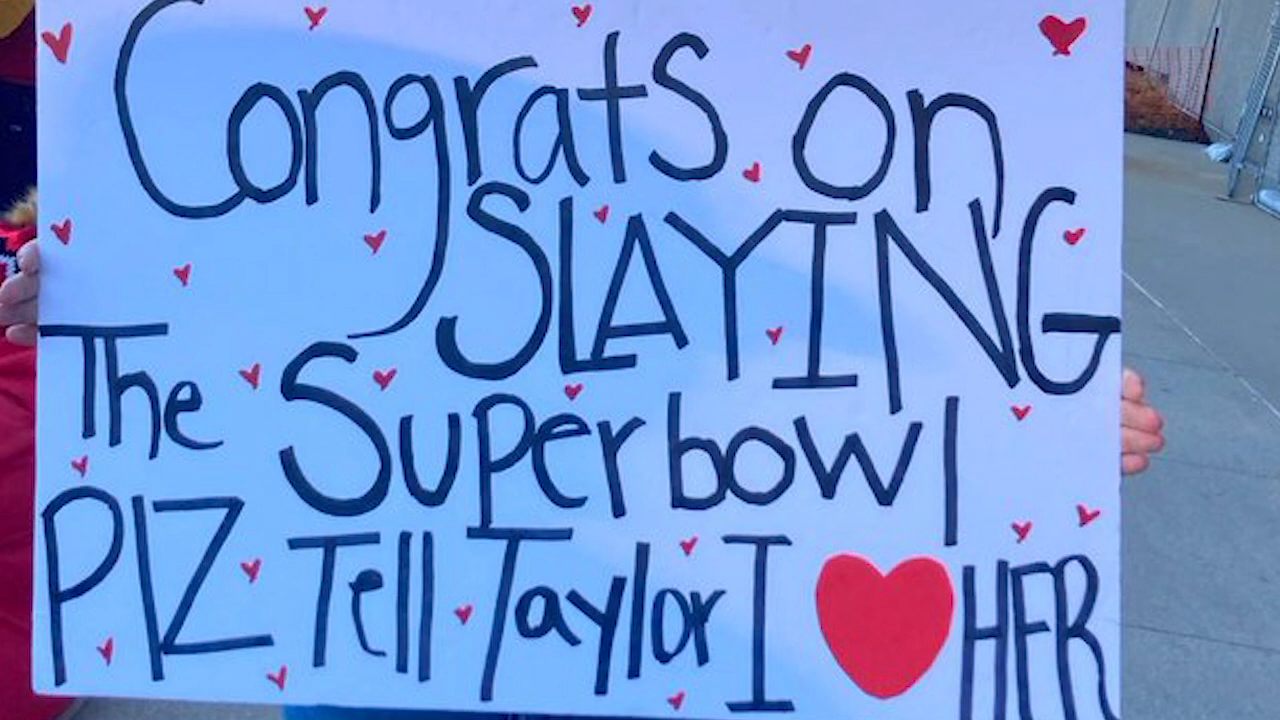 Congrats on
SLAYING
The Superbowl
PlZ Tell Taylor I ❤ HER